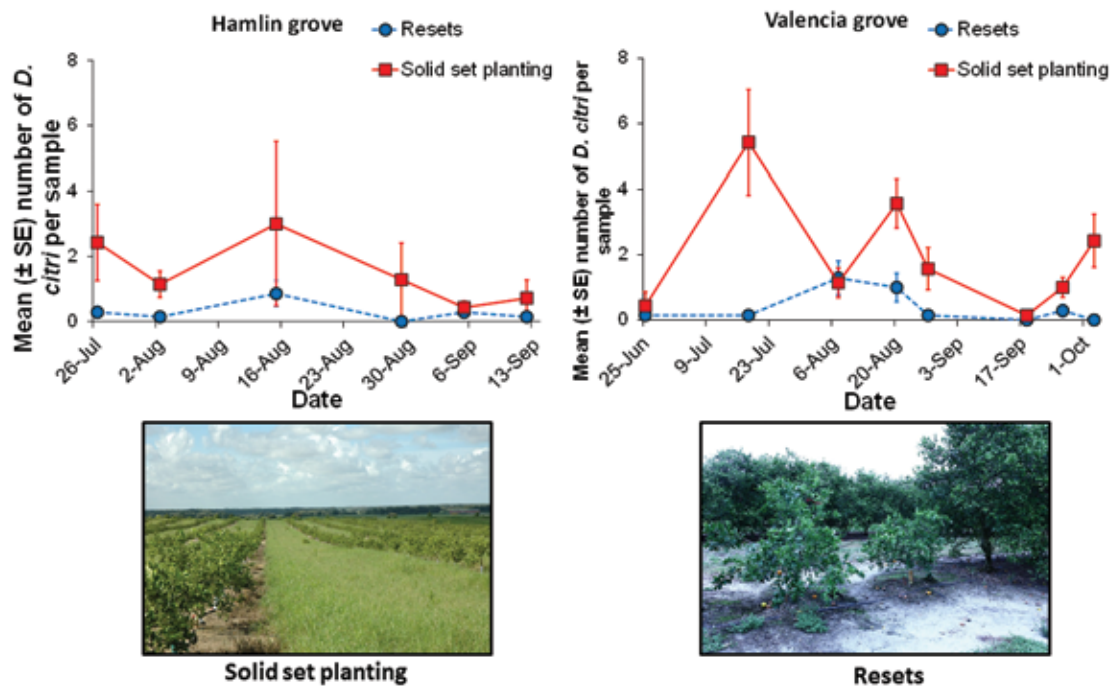 Hamlin grove
Resets
Solid set planting
Mean (± SE) number of D.
citri per sample
8
6
4
2
0
26-Jul
2-Aug
9-Aug
16-Aug
23-Aug
30-Aug
6-Sep
13-Sep
Date
Valencia grove
Resets
Solid set planting
Mean (± SE) number of D. citri per
sample
8
6
4
2
0
25-Jun
9-Jul
23-Jul
6-Aug
20-Aug
3-Sep
17-Sep
1-Oct
Date
Solid set planting
Resets